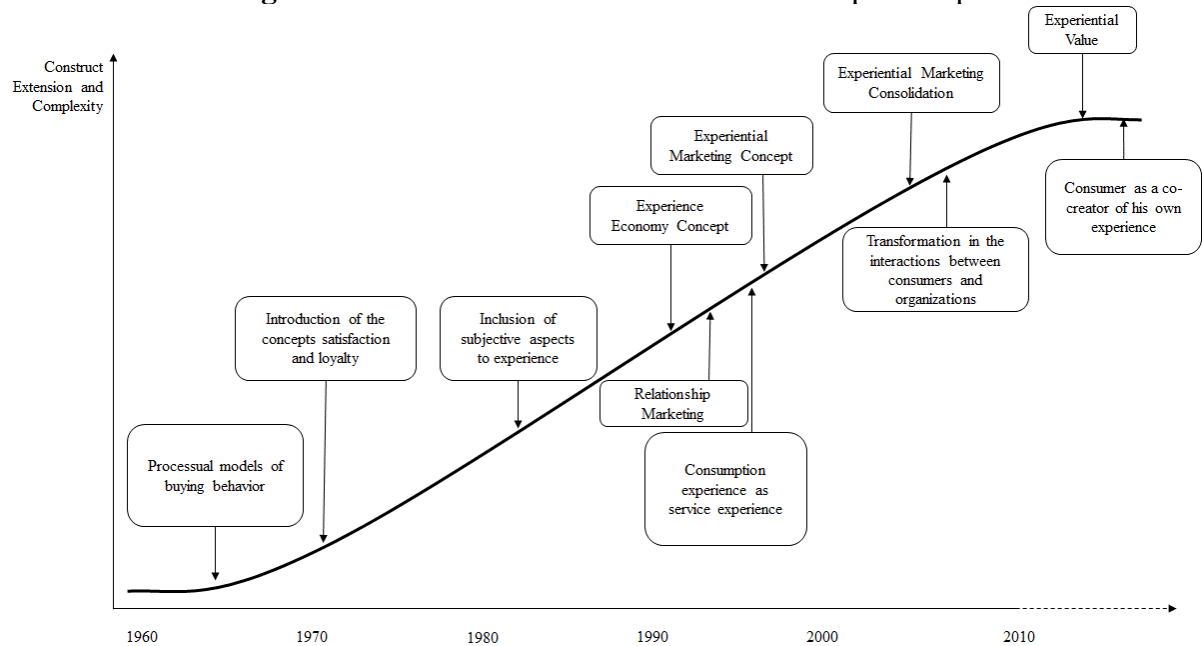 Construct
Extension and
Complexity
Experiential
Value
Experiential Marketing
Consolidation
Experiential
Marketing Concept
Experience
Economy Concept
Consumer as a co-
creator of his own
experience
Transformation in the
interactions between
consumers and
organizations
Introduction of the
concepts satisfaction
and loyalty
Inclusion of
subjective aspects
to experience
Relationship
Marketing
Processual models of
buying behavior
Consumption
experience as
service experience
1960 1970 1980 1990 2000 2010